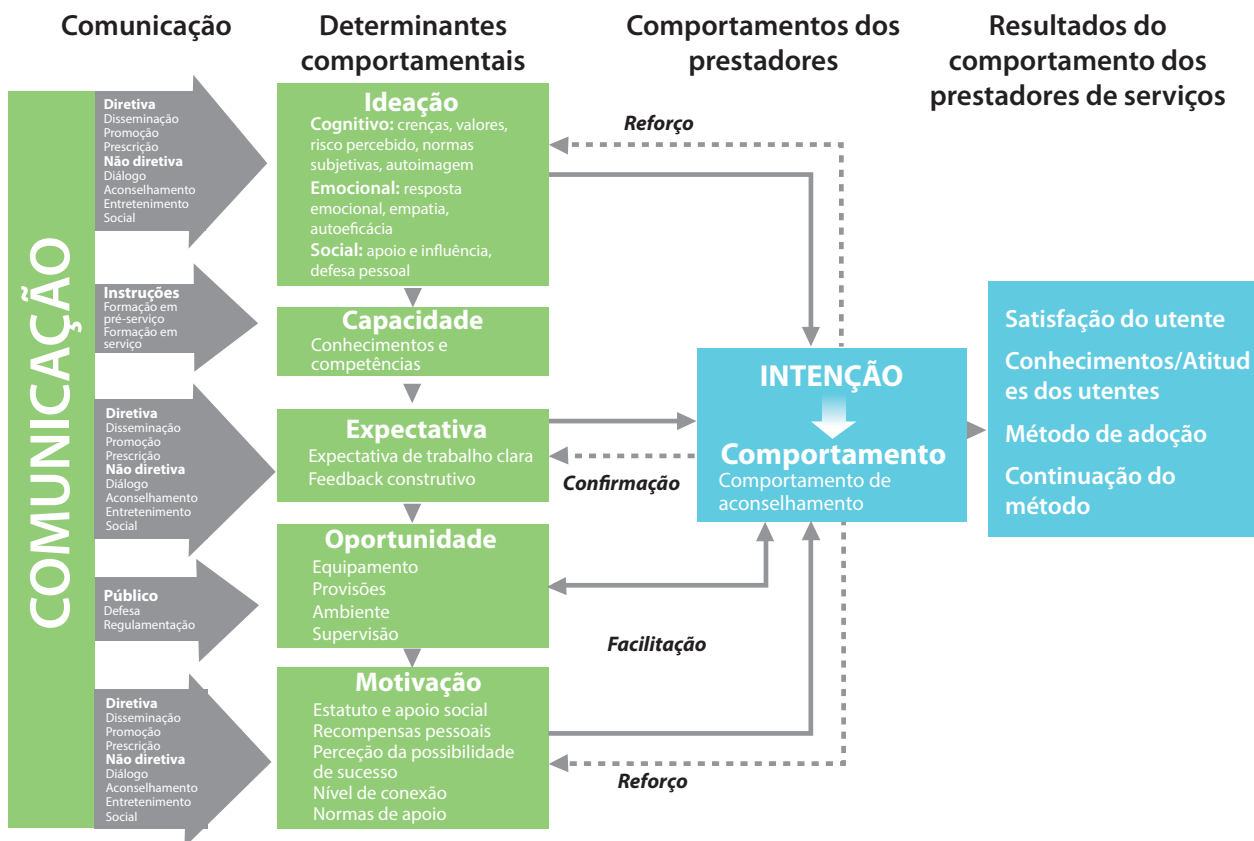 Comunicação
Determinantes
comportamentais
Comportamentos dos
prestadores
Resultados do
comportamento dos
prestadores de serviços
COMUNICAÇÃO
Diretiva
Disseminação
Promoção
Prescrição
Não diretiva
Diálogo
Aconselhamento
Entretenimento
Social
Instruções
Formação em
pré-serviço
Formação em
serviço
Diretiva
Disseminação
Promoção
Prescrição
Não diretiva
Diálogo
Aconselhamento
Entretenimento
Social
Público
Defesa
Regulamentação
Diretiva
Disseminação
Promoção
Prescrição
Não diretiva
Diálogo
Aconselhamento
Entretenimento
Social
Ideação
Cognitivo: crenças, valores,
risco percebido, normas
subjetivas, autoimagem
Emocional: resposta
emocional, empatia,
autoeficácia
Social: apoio e influência,
defesa pessoal
Capacidade
Conhecimentos e
competências
Expectativa
Expectativa de trabalho clara
Feedback construtivo
Oportunidade
Equipamento
Provisões
Ambiente
Supervisão
Motivação
Estatuto e apoio social
Recompensas pessoais
Perceção da possibilidade
de sucesso
Nível de conexão
Normas de apoio
Reforço
Confirmação
Facilitação
Reforço
INTENÇÃO
Comportamento
Comportamento de
aconselhamento
Satisfação do utente
Conhecimentos/Atitud
es dos utentes
Método de adoção
Continuação do
método